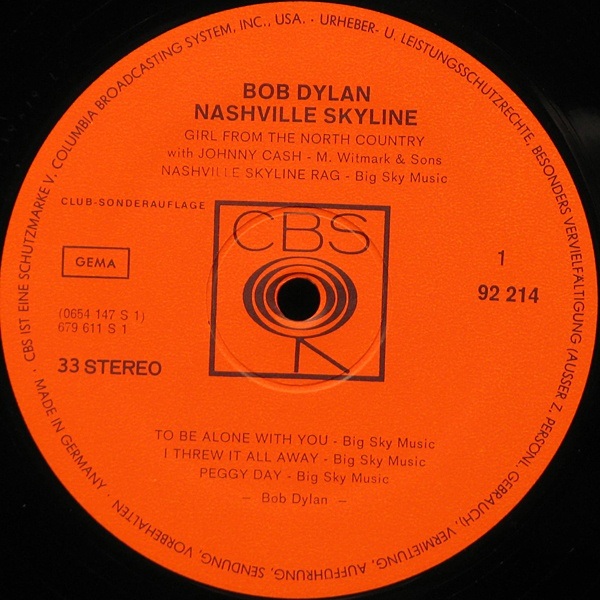 BOB DYLAN
NASHVILLE SKYLINE
GIRL FROM THE NORTH COUNTRY
with JOHNNY CASH - M. Witmark & Sons
NASHVILLE SKYLINE RAG - Big Sky Music
CLUB-SONDERAUFLAGE
CBS
GEMA
1
92 214
(0654 147 S 1)
679 611 S 1
33 STEREO
TO BE ALONE WITH YOU - Big Sky Music
I THREW IT ALL AWAY - Big Sky Music
PEGGY DAY - Big Sky Music
- Bob Dylan -
· CBS IST EINE SCHUTZMARKE V. COLUMBIA BROADCASTING SYSTEM, INC., USA. - URHEBER- U. LEISTUNGSSCHUTZRECHTE, BESONDERS VERVIELFÄLTIGUNG (AUSSER Z. PERSÖNL. GEBRAUCH), VERMIETUNG, AUFFÜHRUNG, SENDUNG, VORBEHALTEN · MADE IN GERMANY